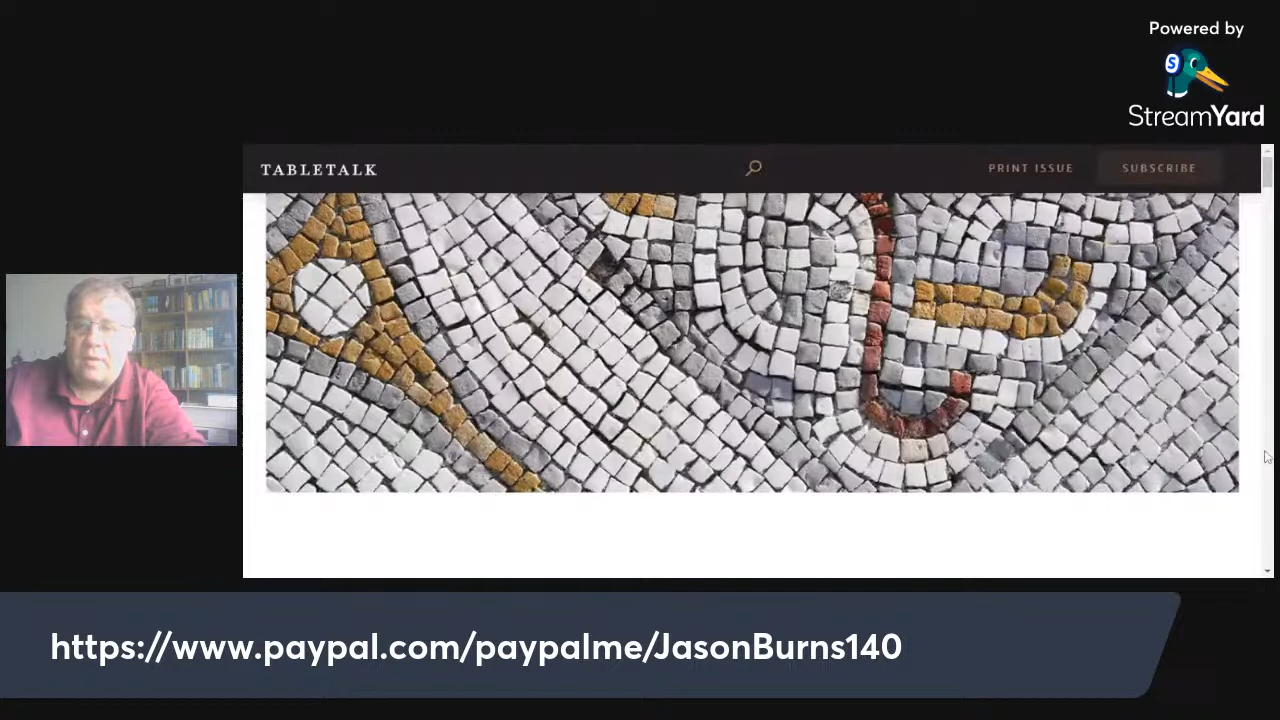 Powered by
StreamYard
TABLETALK
PRINT ISSUE
SUBSCRIBE
https://www.paypal.com/paypalme/JasonBurns140